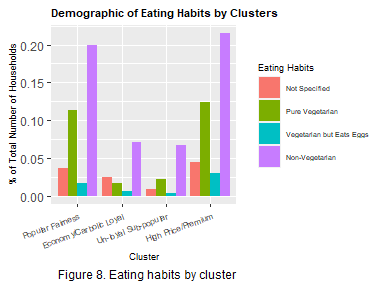 Demographic of Eating Habits by Clusters
% of Total Number of Households
0.20
0.15
0.10
0.05
0.00
Popular Fairness
Economy/Carbolic Loyal
Un-loyal Sub-popular
High Price/Premium
Cluster
Eating Habits
Not Specified
Pure Vegetarian
Vegetarian but Eats Eggs
Non-Vegetarian
Figure 8. Eating habits by cluster